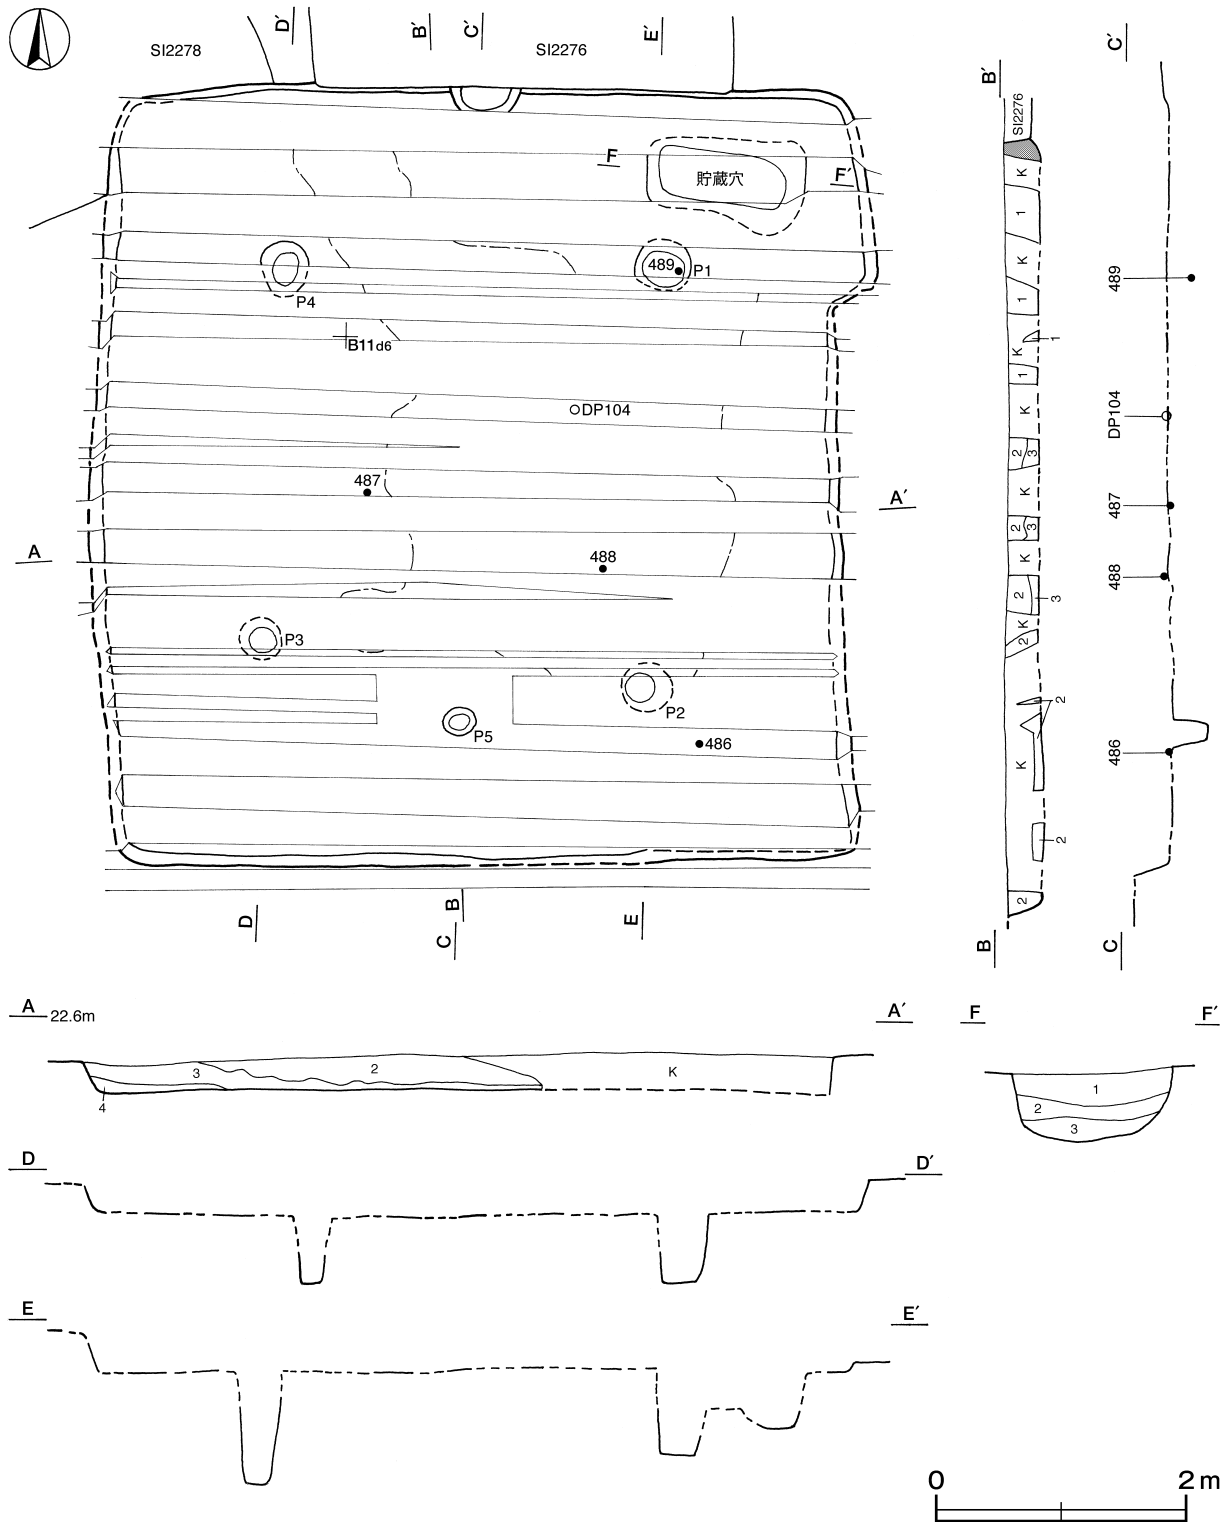 D′
B′
C′
E′
SI2278
SI2276
F
貯蔵穴
F′
489
P1
P4
B11d6
DP104
487
A′
A
488
P3
P2
P5
486
D
B
C
E
B′
SI2276
K
1
K
1
K
1
K
1
K
2
3
K
2
3
K
2
3
K
2
2
K
2
2
B
C′
489
DP104
487
488
486
C
A 22.6m
A′
3
2
K
4
F
F′
1
2
3
D
D′
E
E′
0
2m